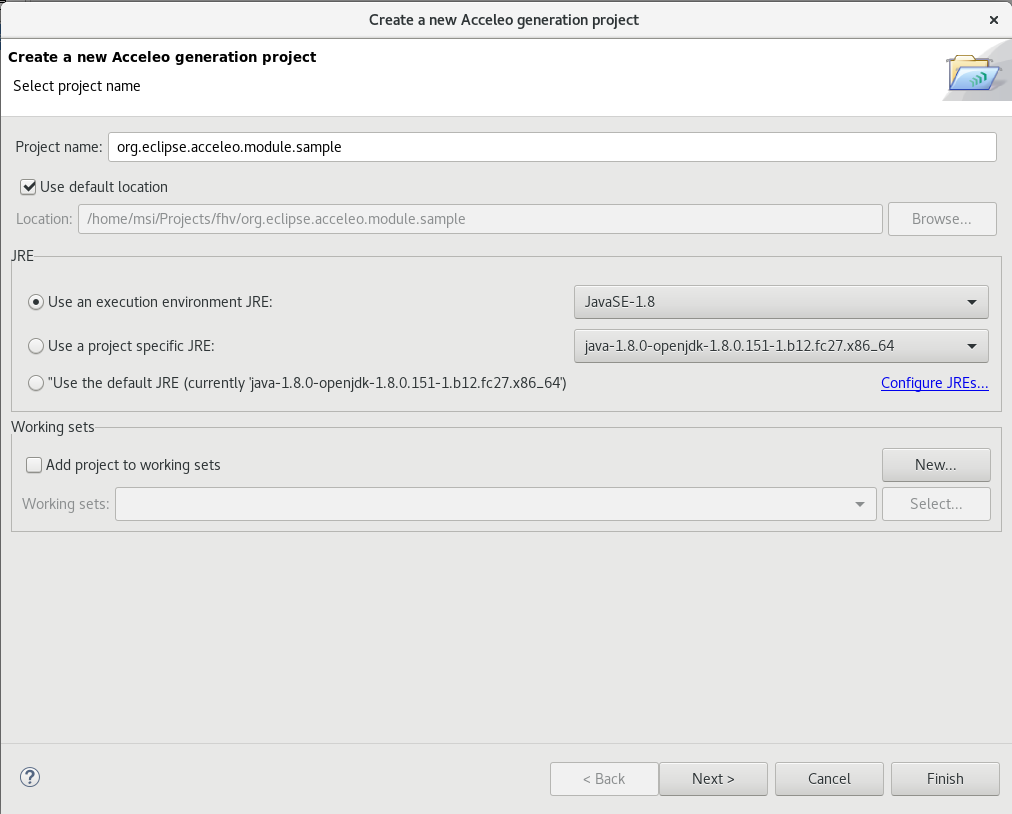 Create a new Acceleo generation project
Create a new Acceleo generation project
Select project name
Project name: org.eclipse.acceleo.module.sample
Use default location
Location: /home/msi/Projects/fhv/org.eclipse.acceleo.module.sample Browse...
JRE
Use an execution environment JRE: JavaSE-1.8
Use a project specific JRE: java-1.8.0-openjdk-1.8.0.151-1.b12.fc27.x86_64
"Use the default JRE (currently 'java-1.8.0-openjdk-1.8.0.151-1.b12.fc27.x86_64') Configure JREs...
Working sets
Add project to working sets New...
Working sets: Select...
< Back Next > Cancel Finish